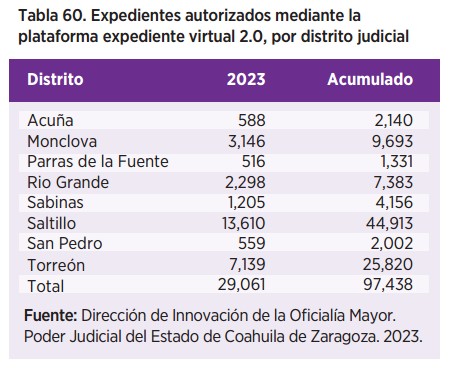 Tabla 60. Expedientes autorizados mediante la
plataforma expediente virtual 2.0, por distrito judicial
Distrito 2023 Acumulado
Acuña 588 2,140
Monclova 3,146 9,693
Parras de la Fuente 516 1,331
Rio Grande 2,298 7,383
Sabinas 1,205 4,156
Saltillo 13,610 44,913
San Pedro 559 2,002
Torreón 7,139 25,820
Total 29,061 97,438
Fuente: Dirección de Innovación de la Oficialía Mayor.
Poder Judicial del Estado de Coahuila de Zaragoza. 2023.